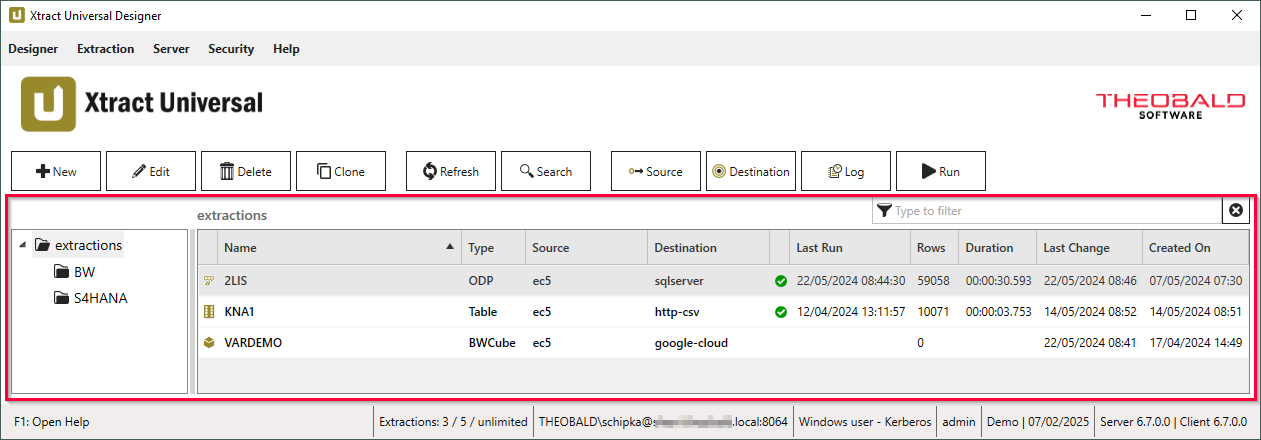 Xtract Universal Designer
Designer Extraction Server Security Help
Xtract Universal
THEOBALD
SOFTWARE
New Edit Delete Clone Refresh Search Source Destination Log Run
extractions Type to filter
extractions
BW
S4HANA
Name Type Source Destination Last Run Rows Duration Last Change Created On
2LIS ODP ec5 sqlserver 22/05/2024 08:44:30 59058 00:00:30.593 22/05/2024 08:46 07/05/2024 07:30
KNA1 Table ec5 http-csv 12/04/2024 13:11:57 10071 00:00:03.753 14/05/2024 08:52 14/05/2024 08:51
VARDEMO BWCube ec5 google-cloud 0 22/05/2024 08:41 17/04/2024 14:49
F1: Open Help Extractions: 3 / 5 / unlimited THEOBALD\schipka@ .local:8064 Windows user - Kerberos admin Demo | 07/02/2025 Server 6.7.0.0 | Client 6.7.0.0